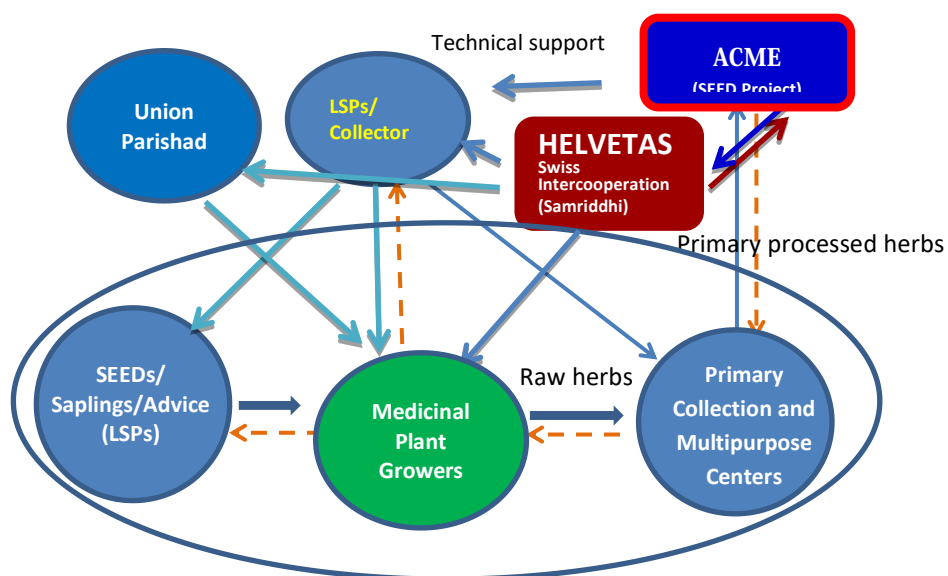 Technical support
ACME
(SEED Project)
Union
Parishad
LSPs/
Collector
HELVETAS
Swiss
Intercooperation
(Samriddhi)
Primary processed herbs
SEEDs/
Saplings/Advice
(LSPs)
Medicinal
Plant
Growers
Raw herbs
Primary
Collection and
Multipurpose
Centers